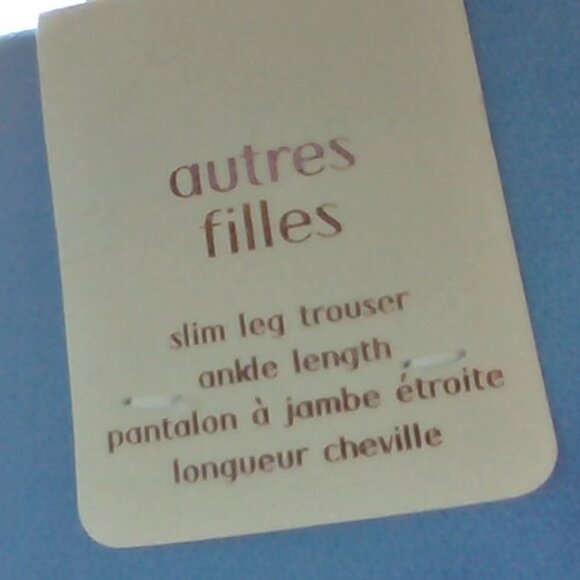 autres
filles
slim leg trouser
ankle length
pantalon à jambe étroite
longueur cheville